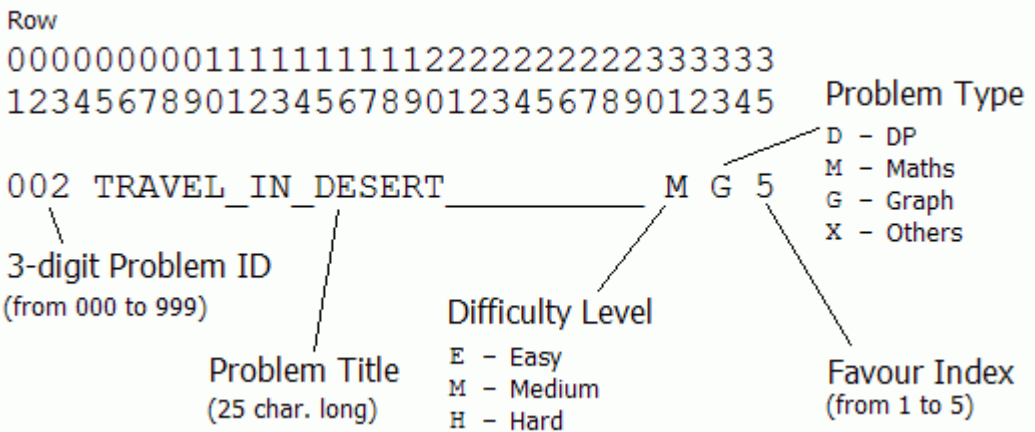 Row
00000000011111111112222222222333333
12345678901234567890123456789012345
002 TRAVEL_IN_DESERT_________ M G 5
Problem Type
D – DP
M – Maths
G – Graph
X – Others
3-digit Problem ID
(from 000 to 999)
Problem Title
(25 char. long)
Difficulty Level
E – Easy
M – Medium
H – Hard
Favour Index
(from 1 to 5)